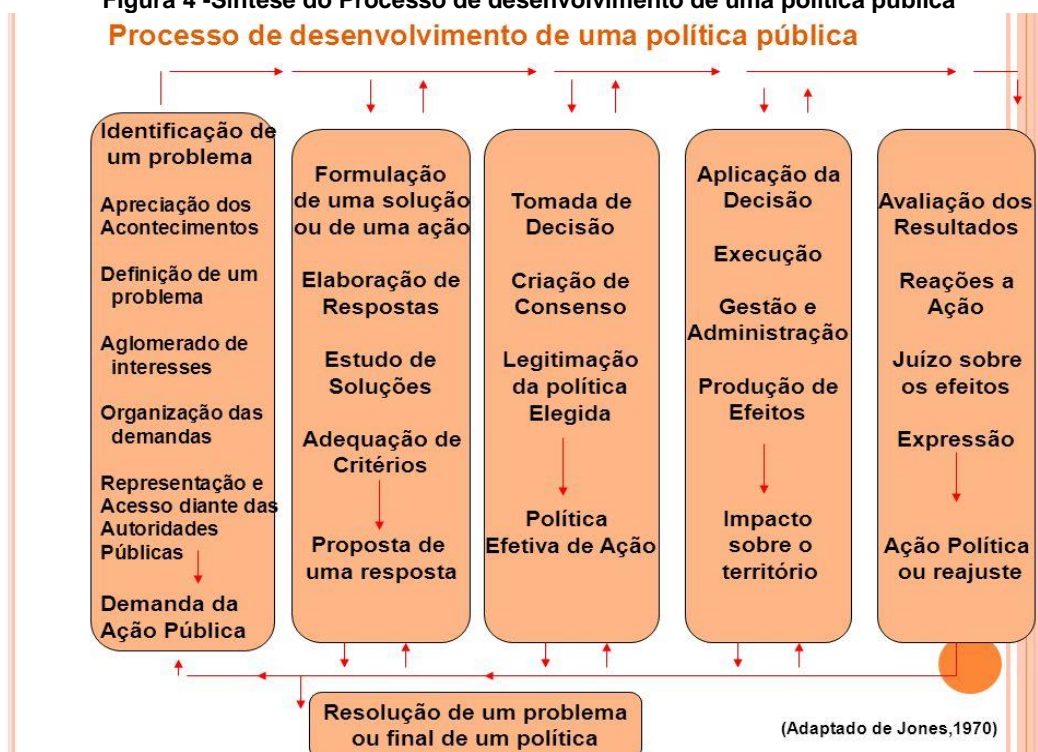 Figura 4 -Síntese do Processo de desenvolvimento de uma política pública
Processo de desenvolvimento de uma política pública
Identificação de
um problema
Apreciação dos
Acontecimentos
Definição de um
problema
Aglomerado de
interesses
Organização das
demandas
Representação e
Acesso diante das
Autoridades
Públicas
Demanda da
Ação Pública
Formulação
de uma solução
ou de uma ação
Elaboração de
Respostas
Estudo de
Soluções
Adequação de
Critérios
Proposta de
uma resposta
Tomada de
Decisão
Criação de
Consenso
Legitimação
da política
Elegida
Política
Efetiva de Ação
Aplicação da
Decisão
Execução
Gestão e
Administração
Produção de
Efeitos
Impacto
sobre o
território
Avaliação dos
Resultados
Reações a
Ação
Juízo sobre
os efeitos
Expressão
Ação Política
ou reajuste
Resolução de um problema
ou final de um política
(Adaptado de Jones,1970)